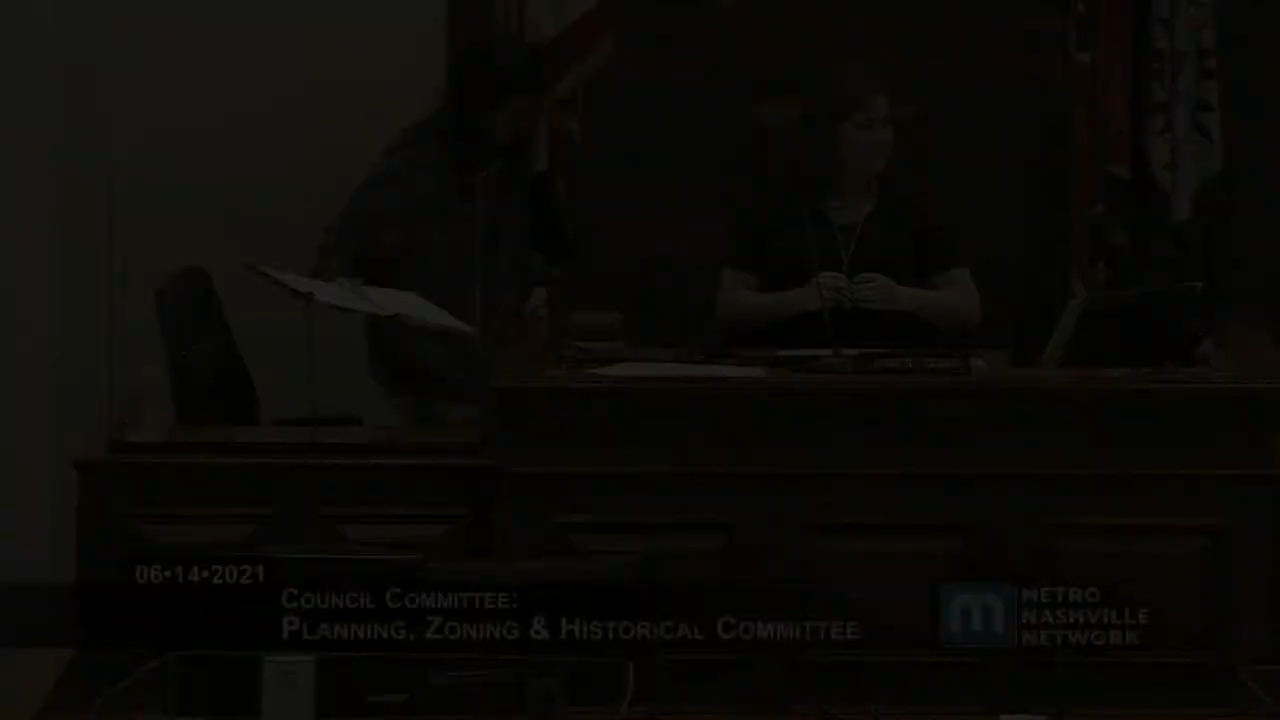 06•14•2021
COUNCIL COMMITTEE:
PLANNING, ZONING & HISTORICAL COMMITTEE
m
METRO
NASHVILLE
NETWORK